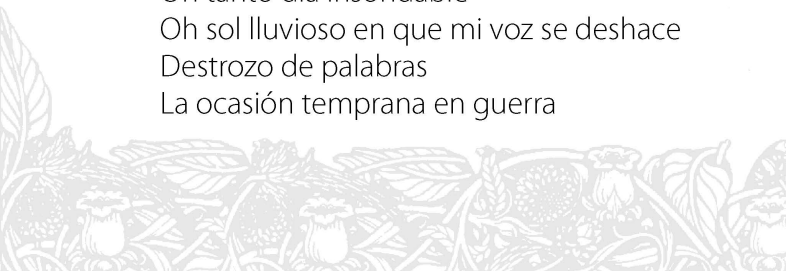 Oh sol lluvioso en que mi voz se deshace
Destrozo de palabras
La ocasión temprana en guerra